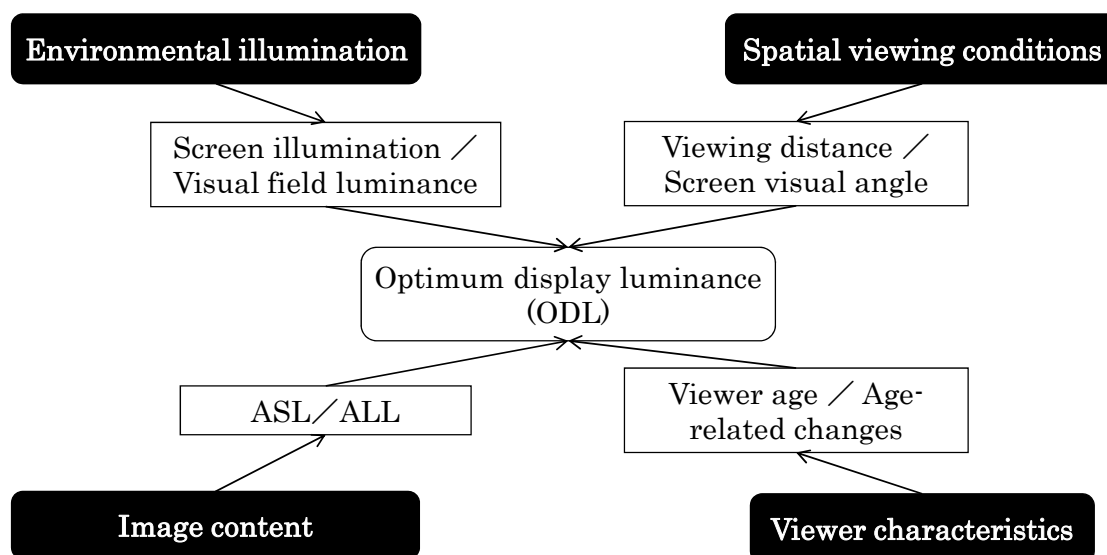 Environmental illumination
Spatial viewing conditions
Screen illumination ／
Visual field luminance
Viewing distance ／
Screen visual angle
Optimum display luminance
(ODL)
ASL／ALL
Viewer age ／ Age-
related changes
Image content
Viewer characteristics